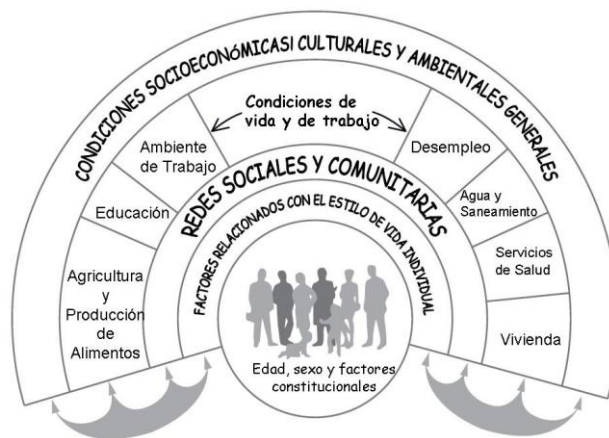 CONDICIONES SOCIOECONÓMICAS| CULTURALES Y AMBIENTALES GENERALES
Condiciones de
vida y de trabajo
Ambiente
de Trabajo
Desempleo
REDES SOCIALES Y COMUNITARIAS
Educación
Agua y
Saneamiento
FACTORES RELACIONADOS CON EL ESTILO DE VIDA INDIVIDUAL
Servicios
de Salud
Agricultura
y
Producción
de
Alimentos
Vivienda
Edad, sexo y factores
constitucionales